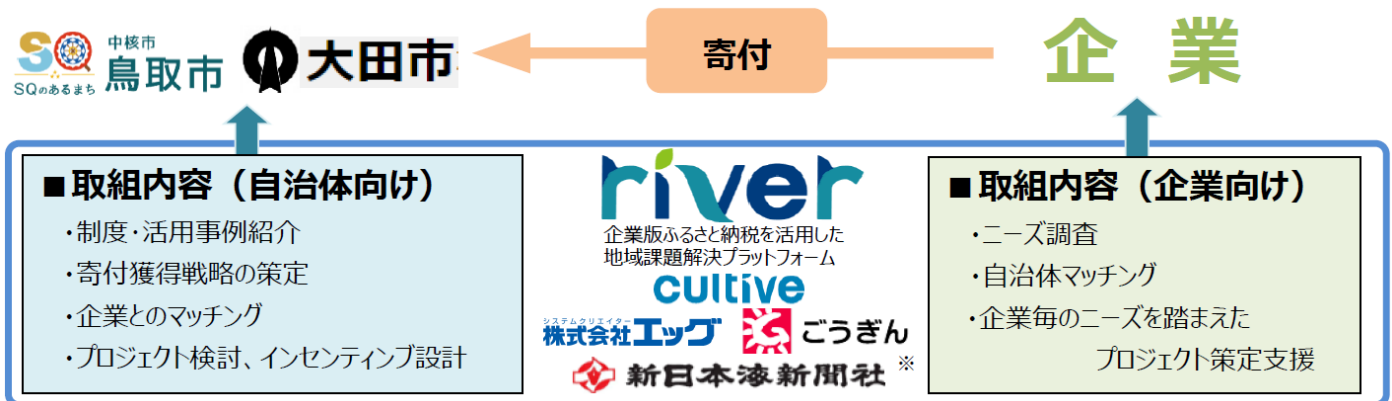 SQ
SQのあるまち
中核市
鳥取市
大田市
寄付
企業
■取組内容（自治体向け）
・制度・活用事例紹介
・寄付獲得戦略の策定
・企業とのマッチング
・プロジェクト検討、インセンティンブ設計
river
企業版ふるさと納税を活用した
地域課題解決プラットフォーム
cultive
システムクリエイター
株式会社エッグ
ごうぎん
新日本海新聞社※
■取組内容（企業向け）
・ニーズ調査
・自治体マッチング
・企業毎のニーズを踏まえた
プロジェクト策定支援